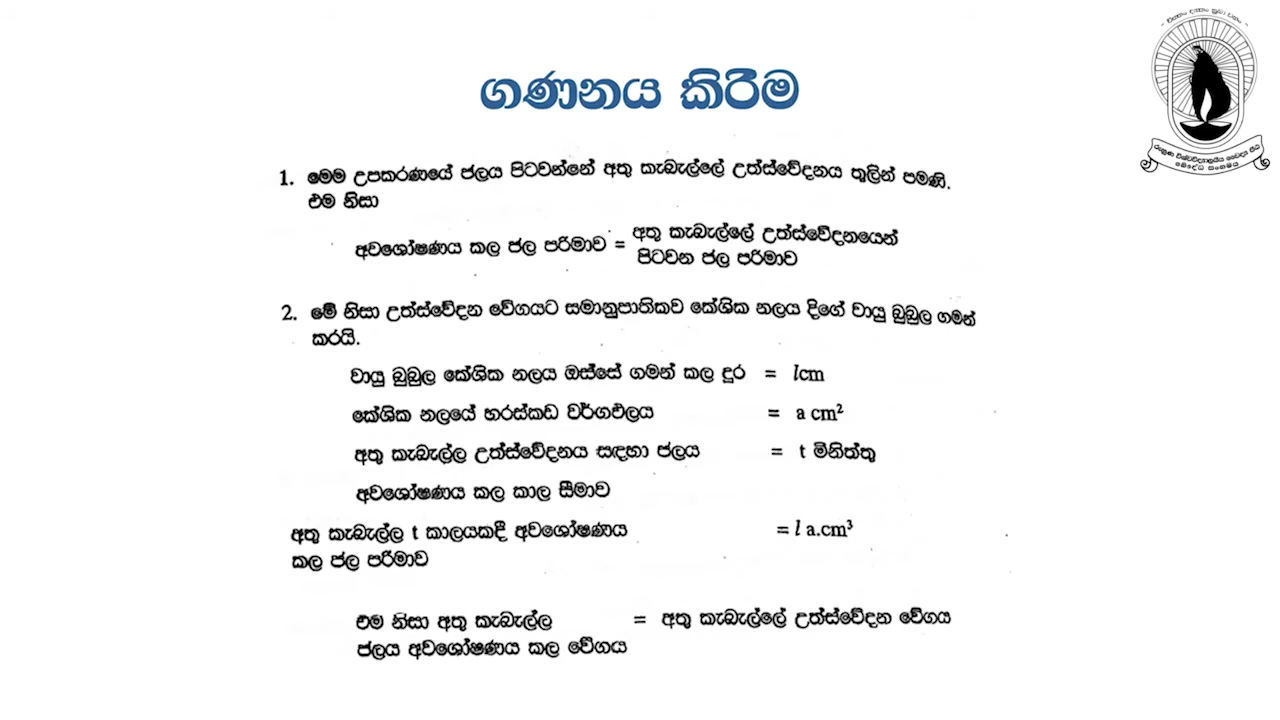 ගණනය කිරීම
1. මෙම උපකරණයේ ජලය පිටවන්නේ අතු කැබැල්ලේ උත්ස්වේදනය තුලින් පමණි.
එම නිසා
අවශෝෂණය කල ජල පරිමාව = අතු කැබැල්ලේ උත්ස්වේදනයෙන්
පිටවන ජල පරිමාව
2. මේ නිසා උත්ස්වේදන වේගයට සමානුපාතිකව කේශික නලය දිගේ වායු බුබුල ගමන්
කරයි.
වායු බුබුල කේශික නලය ඔස්සේ ගමන් කල දුර = lcm
කේශික නලයේ හරස්කඩ වර්ගඵලය = a cm²
අතු කැබැල්ල උත්ස්වේදනය සඳහා ජලය = t මිනිත්තු
අවශෝෂණය කල කාල සීමාව
අතු කැබැල්ල t කාලයකදී අවශෝෂණය = l a.cm³
කල ජල පරිමාව
එම නිසා අතු කැබැල්ල = අතු කැබැල්ලේ උත්ස්වේදන වේගය
ජලය අවශෝෂණය කල වේගය